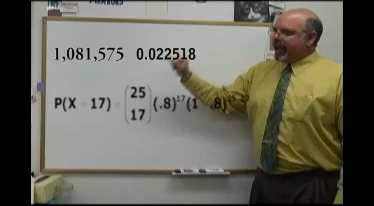 1,081,575 0.022518
P(X = 17) = (25 17) (.8)¹⁷(1 .8)